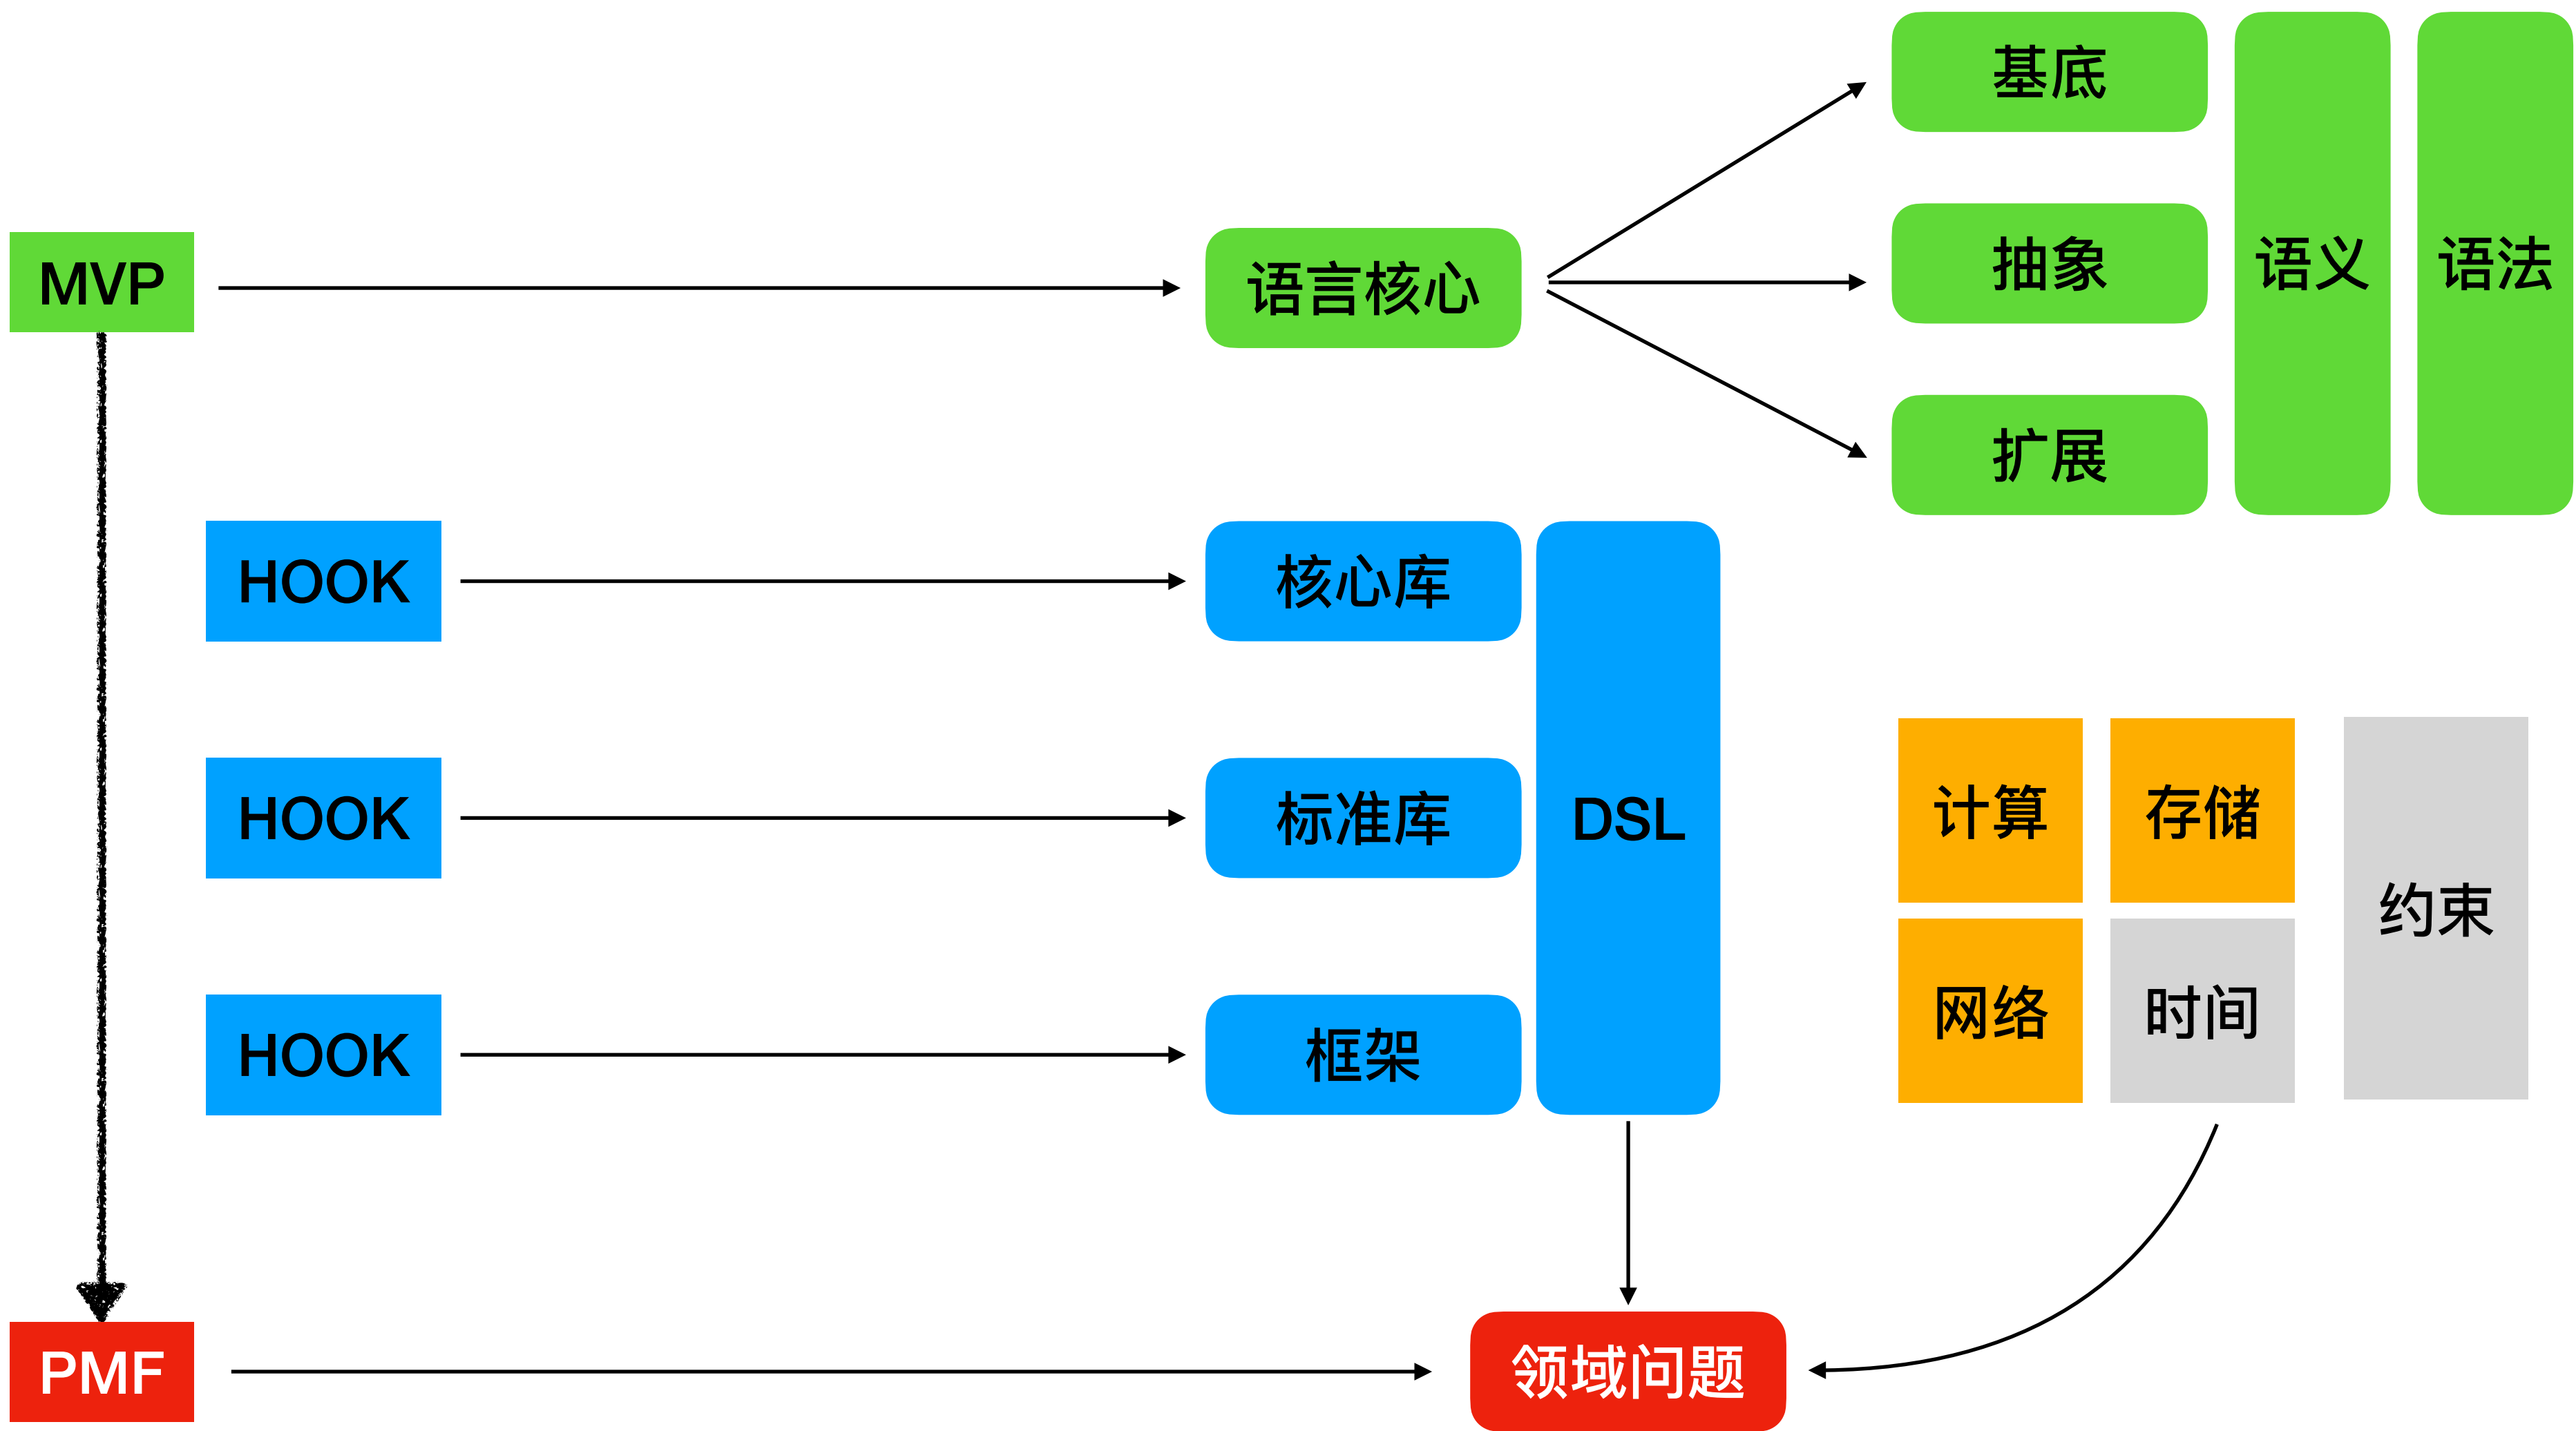 基底
抽象
扩展
语义
语法
MVP
语言核心
HOOK
核心库
HOOK
标准库
DSL
HOOK
框架
计算
存储
网络
时间
约束
PMF
领域问题